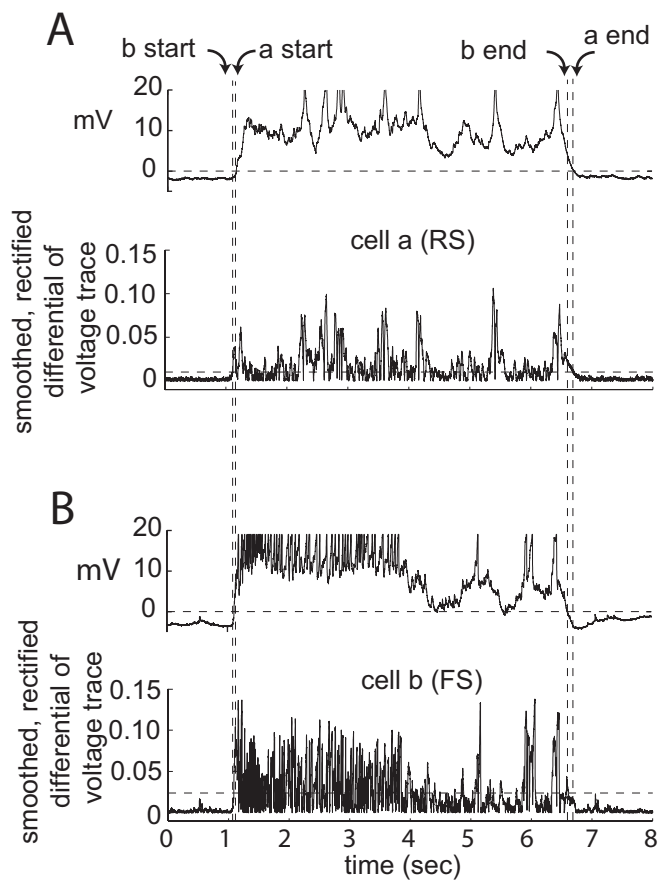 A
b start
a start
b end
a end
20
mV
10
0
cell a (RS)
smoothed, rectified
differential of
voltage trace
0.15
0.10
0.05
0
B
20
mV
10
0
cell b (FS)
smoothed, rectified
differential of
voltage trace
0.15
0.10
0.05
0
0 1 2 3 4 5 6 7 8
time (sec)